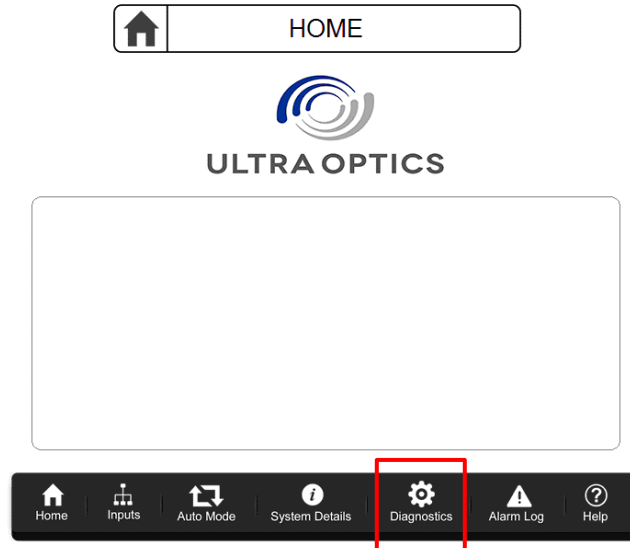 HOME
ULTRA OPTICS
Home Inputs Auto Mode System Details Diagnostics Alarm Log Help